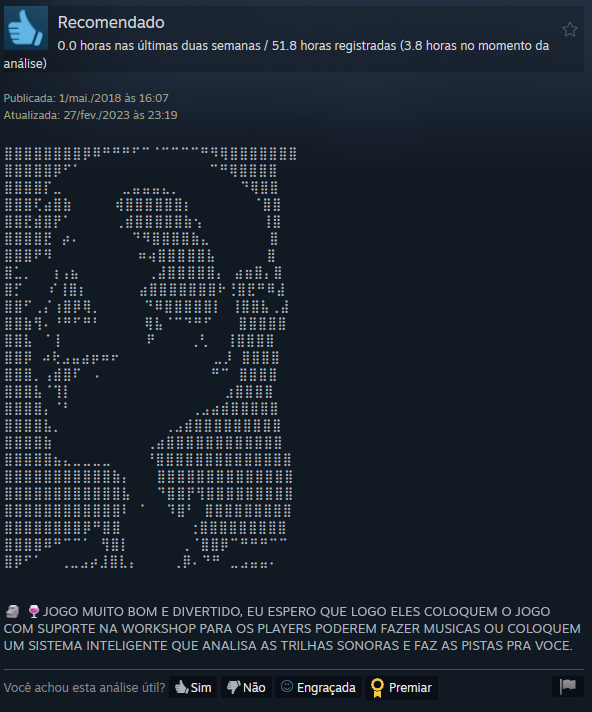 Recomendado
0.0 horas nas últimas duas semanas / 51.8 horas registradas (3.8 horas no momento da
análise)
Publicada: 1/mai./2018 às 16:07
Atualizada: 27/fev./2023 às 23:19
🗿 🍷 JOGO MUITO BOM E DIVERTIDO, EU ESPERO QUE LOGO ELES COLOQUEM O JOGO
COM SUPORTE NA WORKSHOP PARA OS PLAYERS PODEREM FAZER MUSICAS OU COLOQUEM
UM SISTEMA INTELIGENTE QUE ANALISA AS TRILHAS SONORAS E FAZ AS PISTAS PRA VOCE.
Você achou esta análise útil? Sim Não Engraçada Premiar